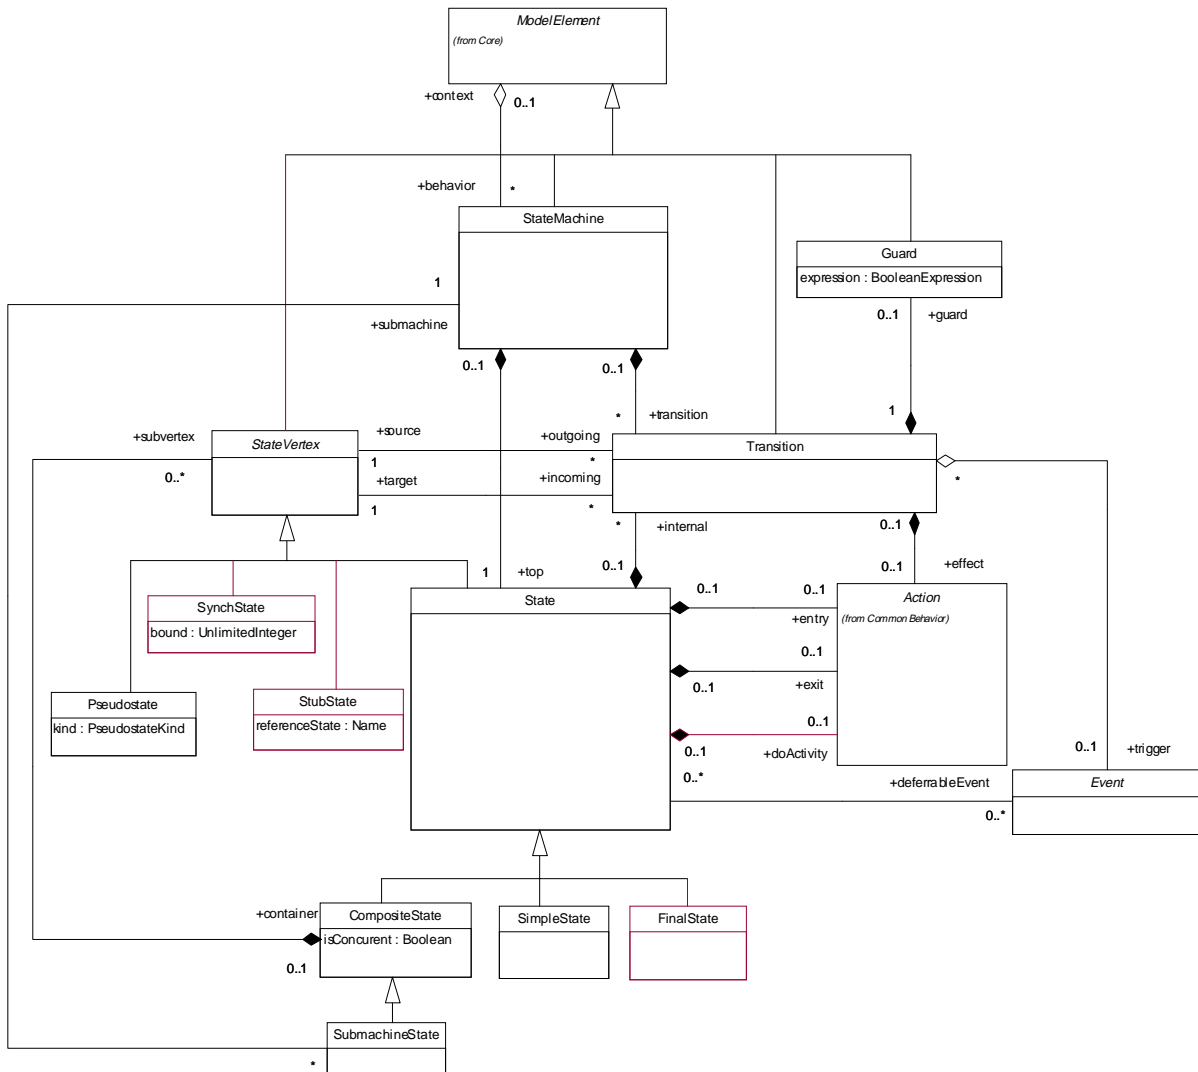 ModelElement
(from Core)
+context
0..1
+behavior
*
StateMachine
Guard
expression : BooleanExpression
1
0..1
+guard
+submachine
0..1
0..1
*
+transition
1
+subvertex
StateVertex
+source
+outgoing
Transition
0..*
1
*
+target
+incoming
*
1
*
*
+internal
0..1
1
+top
0..1
0..1
+effect
State
0..1
0..1
Action
(from Common Behavior)
+entry
SynchState
bound : UnlimitedInteger
0..1
0..1
+exit
Pseudostate
kind : PseudostateKind
StubState
referenceState : Name
0..1
0..1
+doActivity
0..1
+trigger
0..*
+deferrableEvent
Event
0..*
+container
CompositeState
isConcurent : Boolean
SimpleState
FinalState
0..1
SubmachineState
*